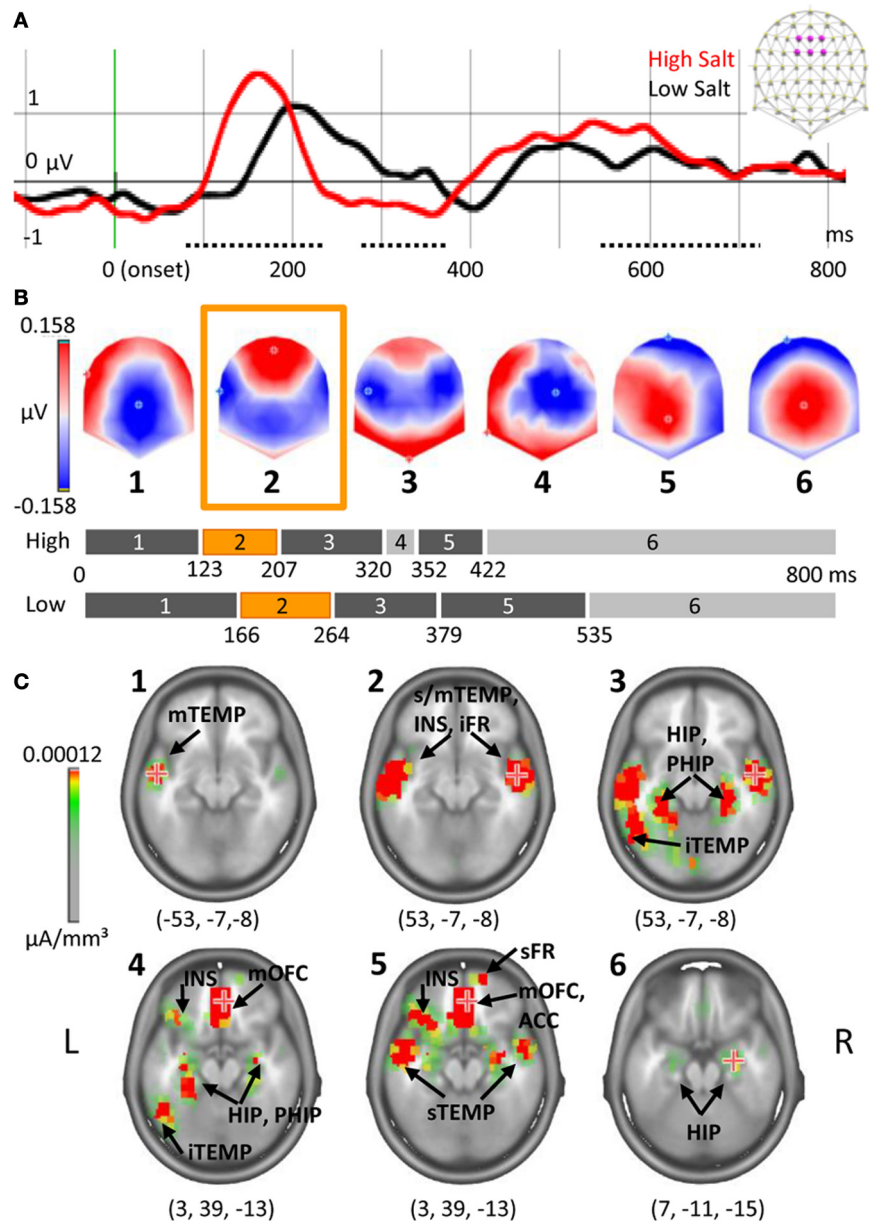 A
High Salt
Low Salt
1
0 µV
-1
ms
0 (onset) 200 400 600 800
B
0.158
µV
-0.158
1 2 3 4 5 6
High 1 2 3 4 5 6
0 123 207 320 352 422 800 ms
Low 1 2 3 5 6
166 264 379 535
C
0.00012
µA/mm³
1
mTEMP
(-53, -7,-8)
2
s/mTEMP,
INS, iFR
(53, -7, -8)
3
HIP,
PHIP
iTEMP
(53, -7, -8)
L
4
INS
mOFC
HIP, PHIP
iTEMP
(3, 39, -13)
5
INS
sFR
mOFC,
ACC
sTEMP
(3, 39, -13)
6
HIP
(7, -11, -15)
R